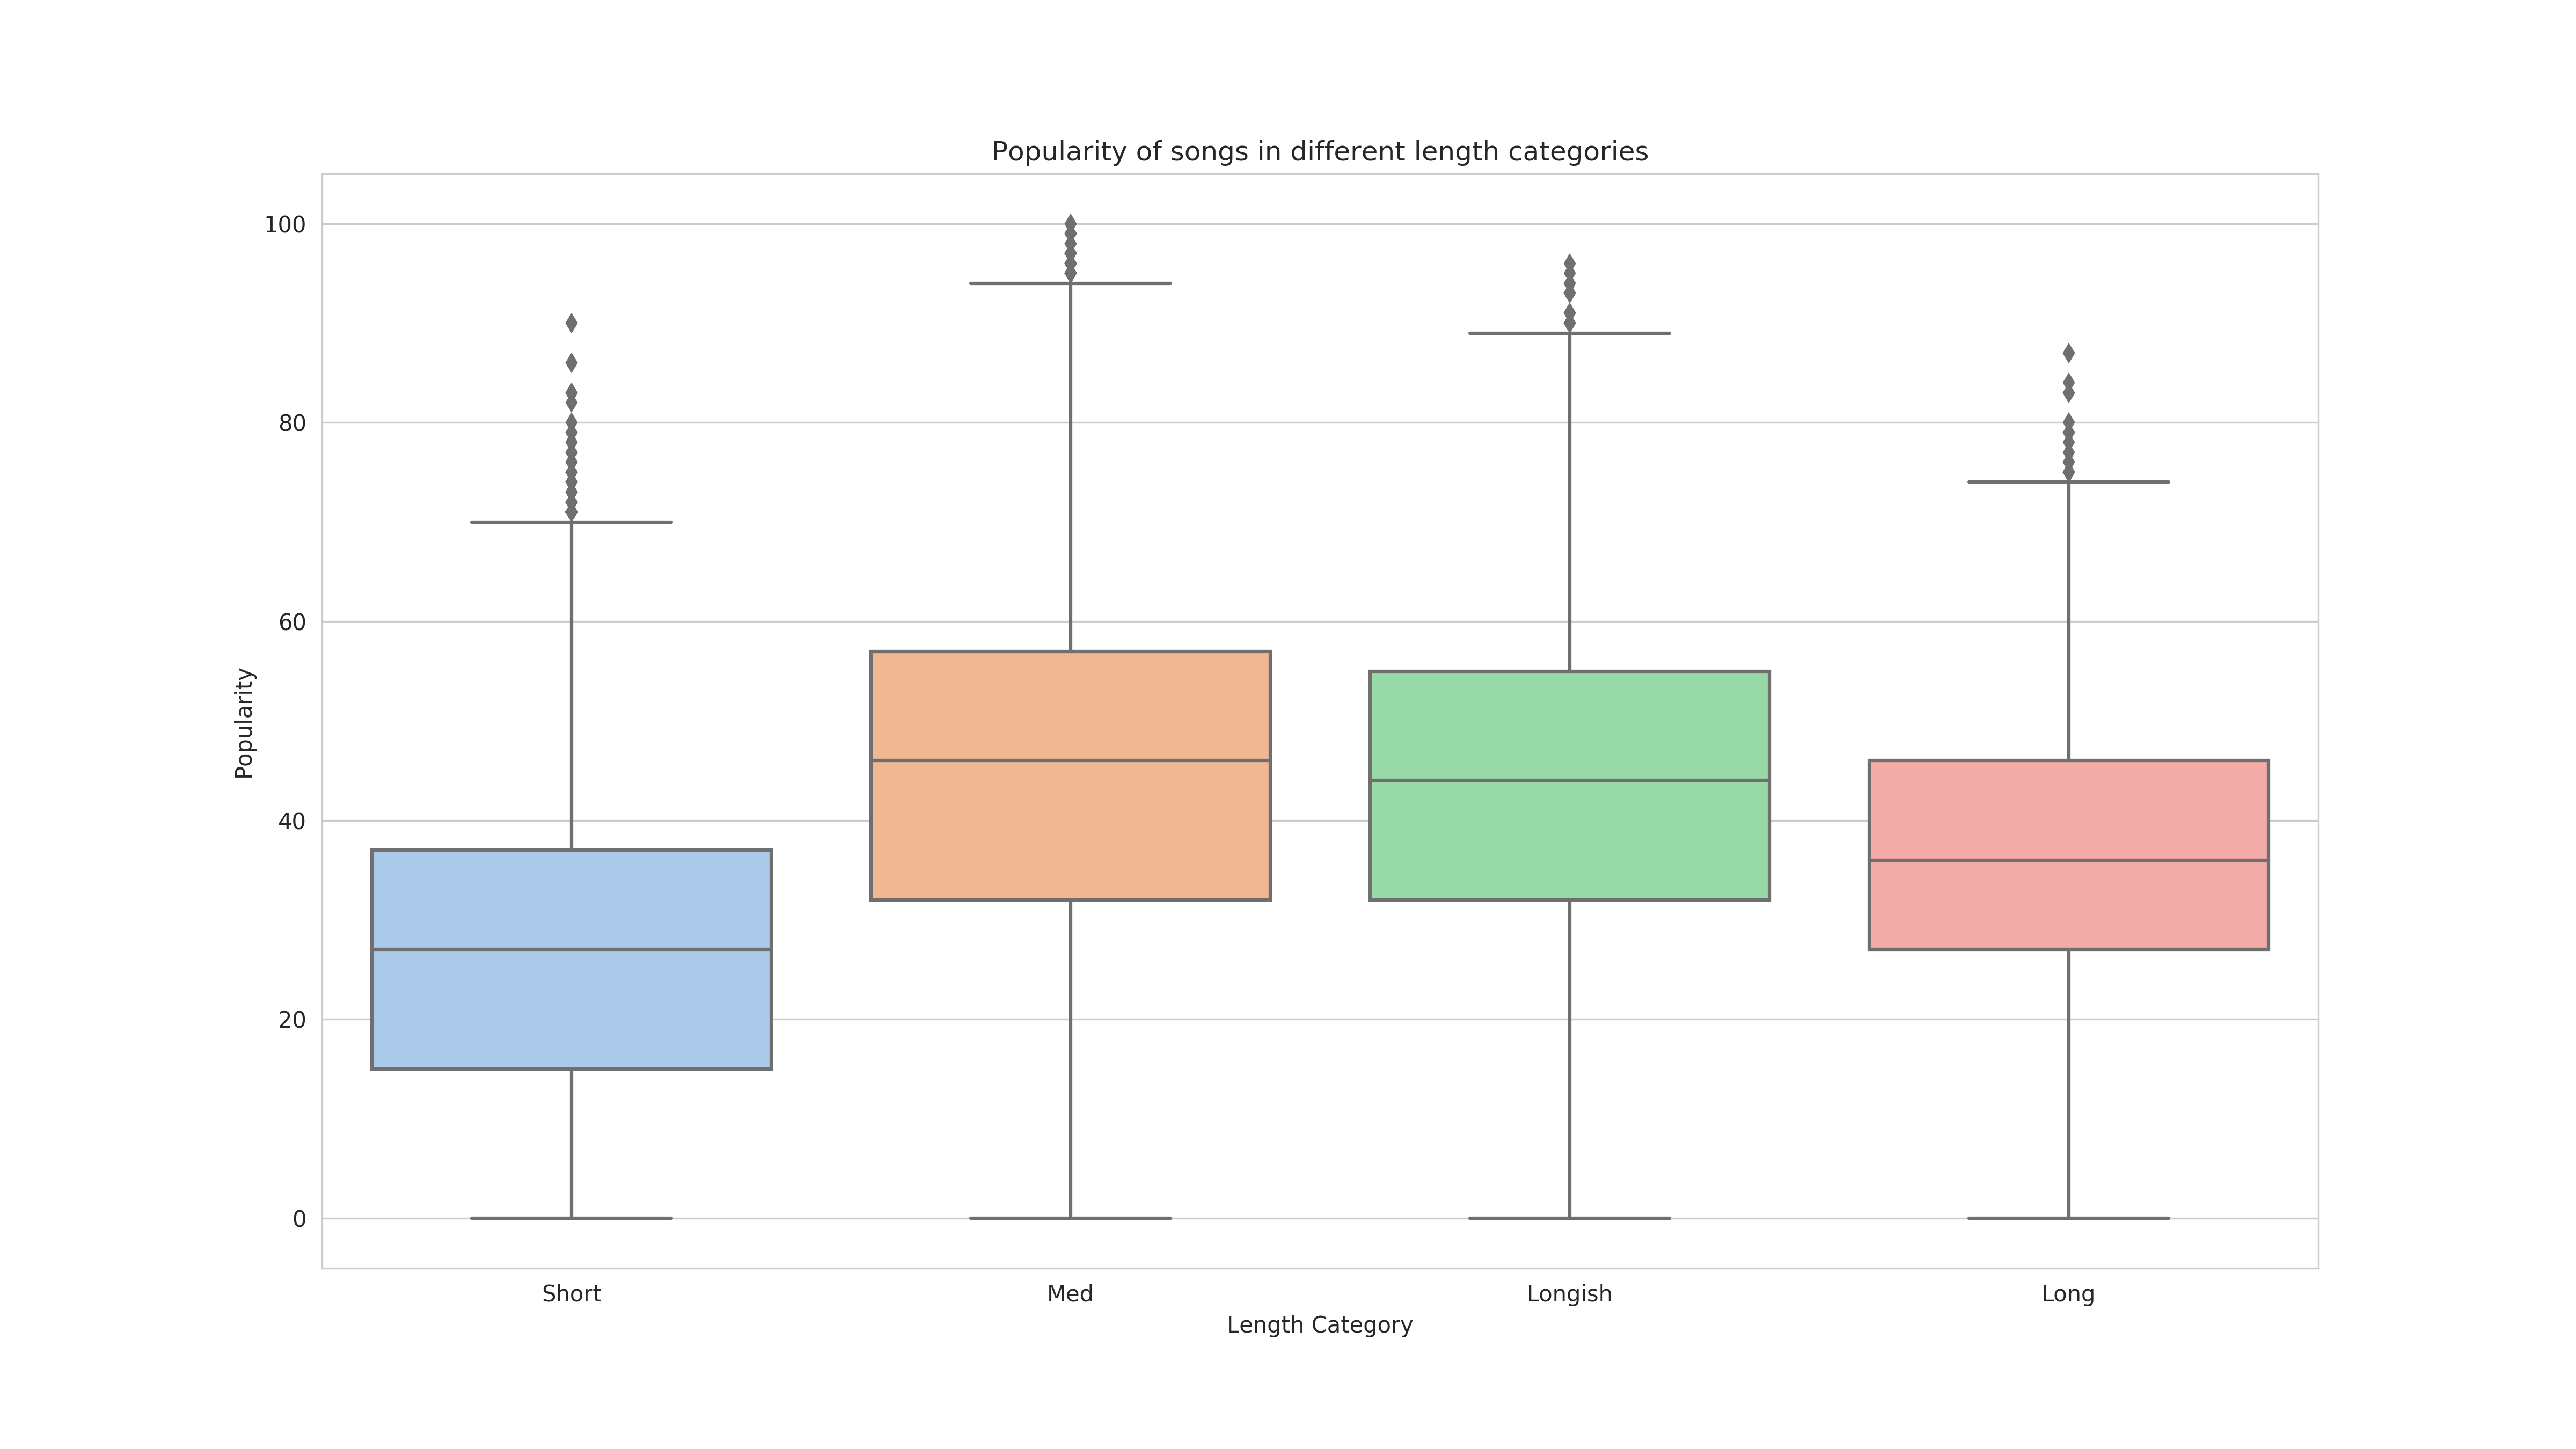 Popularity of songs in different length categories
100
80
60
40
20
0
Popularity
Short
Med
Longish
Long
Length Category